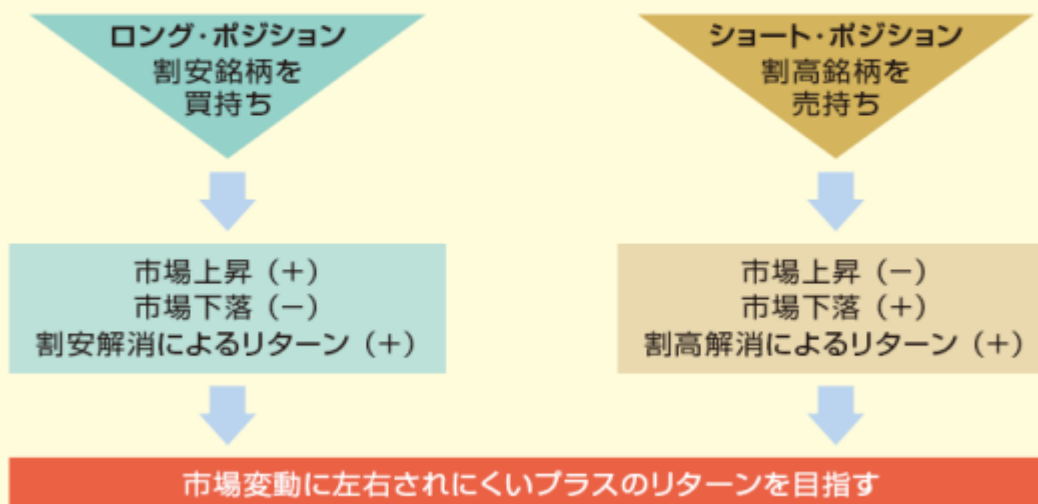 ロング・ポジション
割安銘柄を
買持ち
ショート・ポジション
割高銘柄を
売持ち
市場上昇（＋）
市場下落（－）
割安解消によるリターン（＋）
市場上昇（－）
市場下落（＋）
割高解消によるリターン（＋）
市場変動に左右されにくいプラスのリターンを目指す